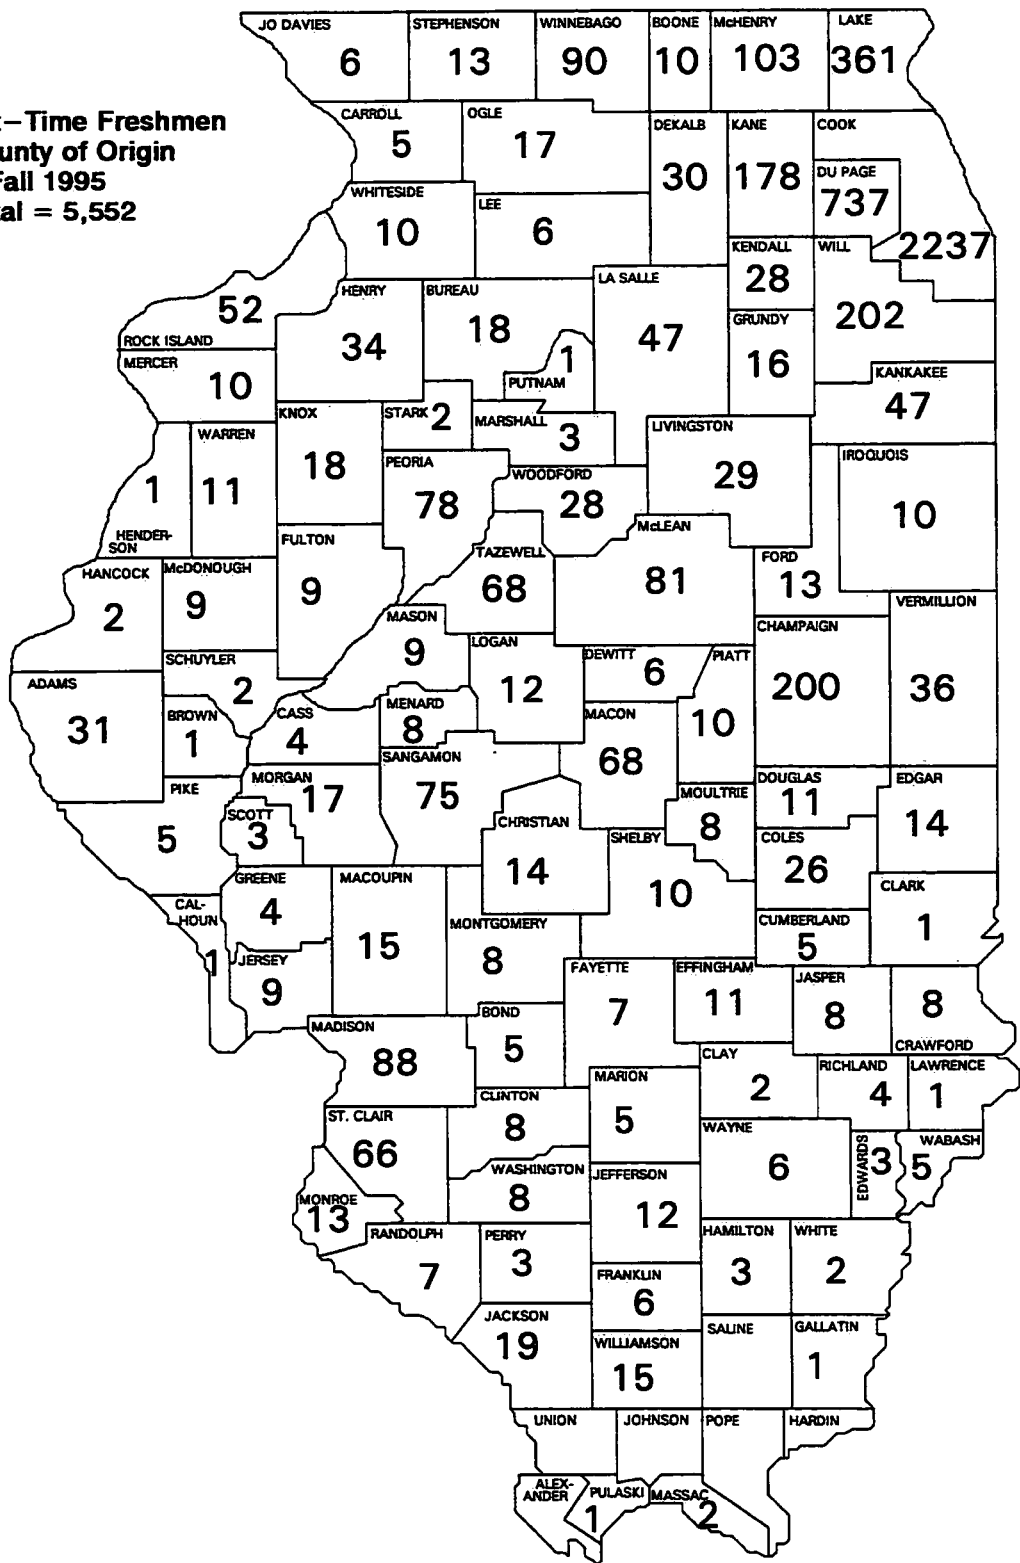 JO DAVIES STEPHENSON WINNEBAGO BOONE McHENRY LAKE
6 13 90 10 103 361
–Time Freshmen
of Origin
1995
= 5,552
CARROLL OGLE DEKALB KANE COOK
5 17 30 178 2237
DU PAGE
737
WHITESIDE LEE
10 6
KENDALL WILL
28 202
ROCK ISLAND HENRY BUREAU LA SALLE
52 34 18 47
GRUNDY
16
MERCER PUTNAM KANKAKEE
10 1 47
KNOX STARK MARSHALL LIVINGSTON
18 2 3 29
WARREN PEORIA WOODFORD IROQUOIS
11 78 28 10
HENDER-
SON
1
FULTON TAZEWELL McLEAN FORD
9 68 81 13
HANCOCK McDONOUGH VERMILLION
2 9 36
MASON LOGAN DEWITT PIATT CHAMPAIGN
9 12 6 10 200
SCHUYLER
2
ADAMS BROWN CASS MENARD MACON
31 1 4 8 68
SANGAMON
75
PIKE MORGAN MOULTRIE DOUGLAS EDGAR
5 17 8 11 14
SCOTT CHRISTIAN SHELBY COLES
3 14 10 26
GREENE MACOUPIN CLARK
4 15 1
CAL-
HOUN
1
MONTGOMERY CUMBERLAND
8 5
JERSEY FAYETTE EFFINGHAM JASPER
9 7 11 8
8
CRAWFORD
MADISON BOND
88 5
CLAY RICHLAND LAWRENCE
2 4 1
MARION
5
CLINTON
8
ST. CLAIR WAYNE EDWARDS WABASH
66 6 3 5
WASHINGTON JEFFERSON
8 12
MONROE
13
RANDOLPH PERRY HAMILTON WHITE
7 3 3 2
FRANKLIN
6
JACKSON WILLIAMSON SALINE GALLATIN
19 15 1
UNION JOHNSON POPE HARDIN
ALEX-
ANDER
PULASKI MASSAC
1 2